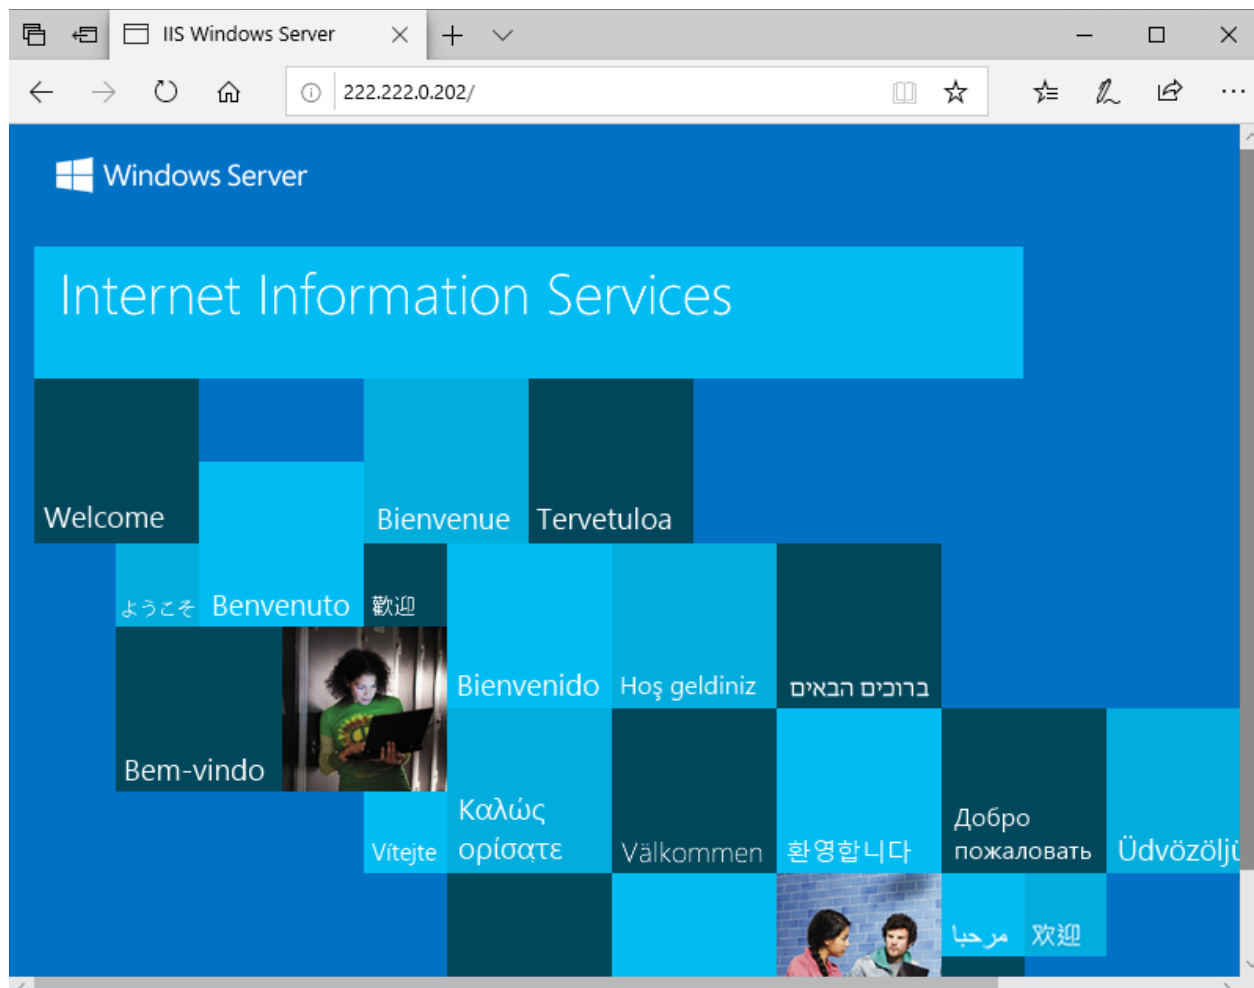 IIS Windows Server
222.222.0.202/
Windows Server
Internet Information Services
Welcome
Bienvenue
Tervetuloa
ようこそ
Benvenuto
歡迎
Bienvenido
Hoş geldiniz
ברוכים הבאים
Bem-vindo
Vítejte
Καλώς
ορίσατε
Välkommen
환영합니다
Добро
пожаловать
Üdvözöljü
مرحبا
欢迎